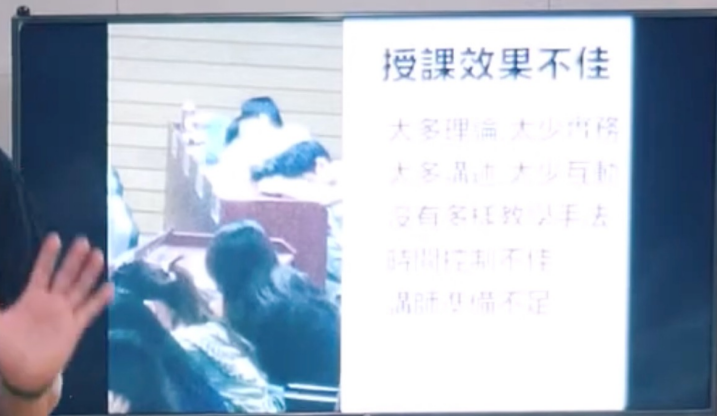 授課效果不佳
太多理論 太少實務
太多講述 太少互動
沒有多樣教學手法
時間控制不佳
講師準備不足